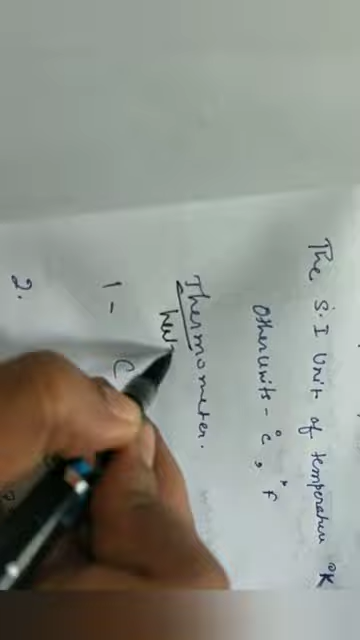 The S.I Unit of temperature °K
Other units - °c, °F
Thermometer.
1 - C
2.